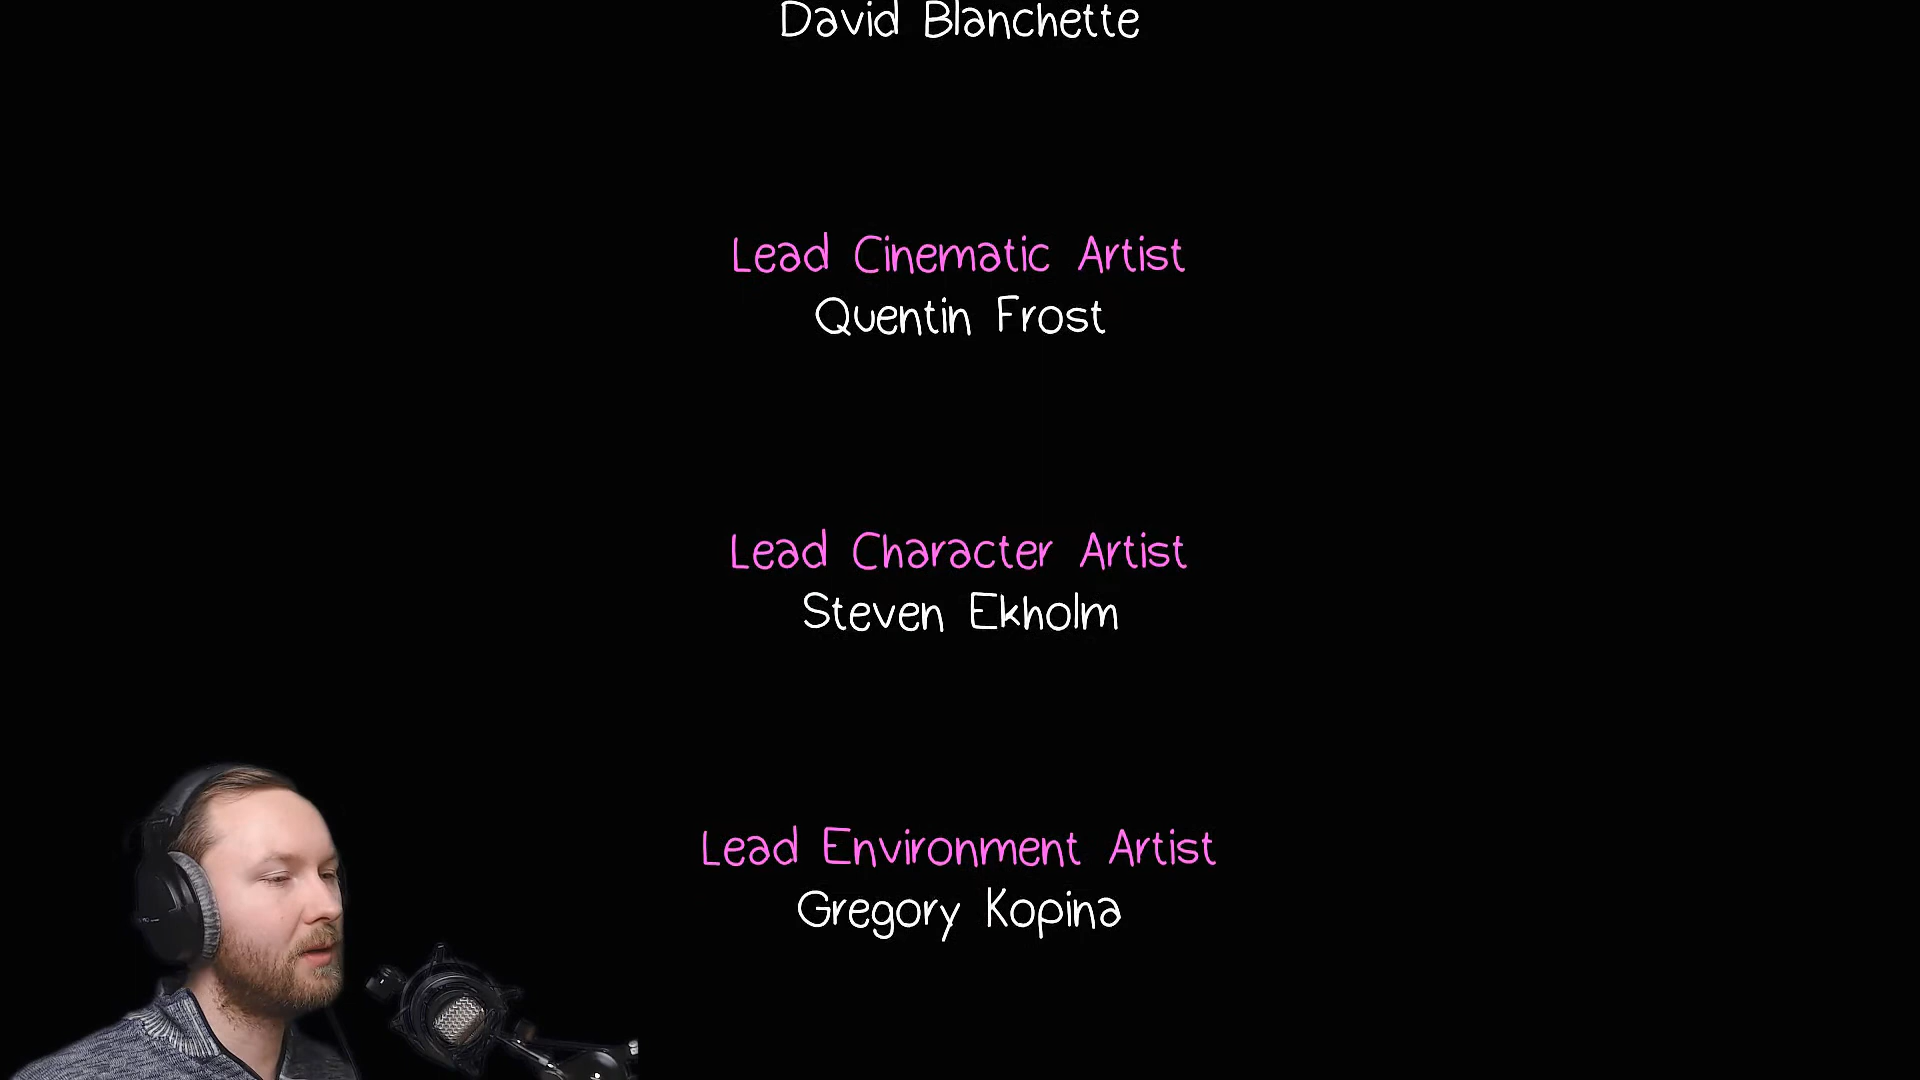 David Blanchette
Lead Cinematic Artist
Quentin Frost
Lead Character Artist
Steven Ekholm
Lead Environment Artist
Gregory Kopina